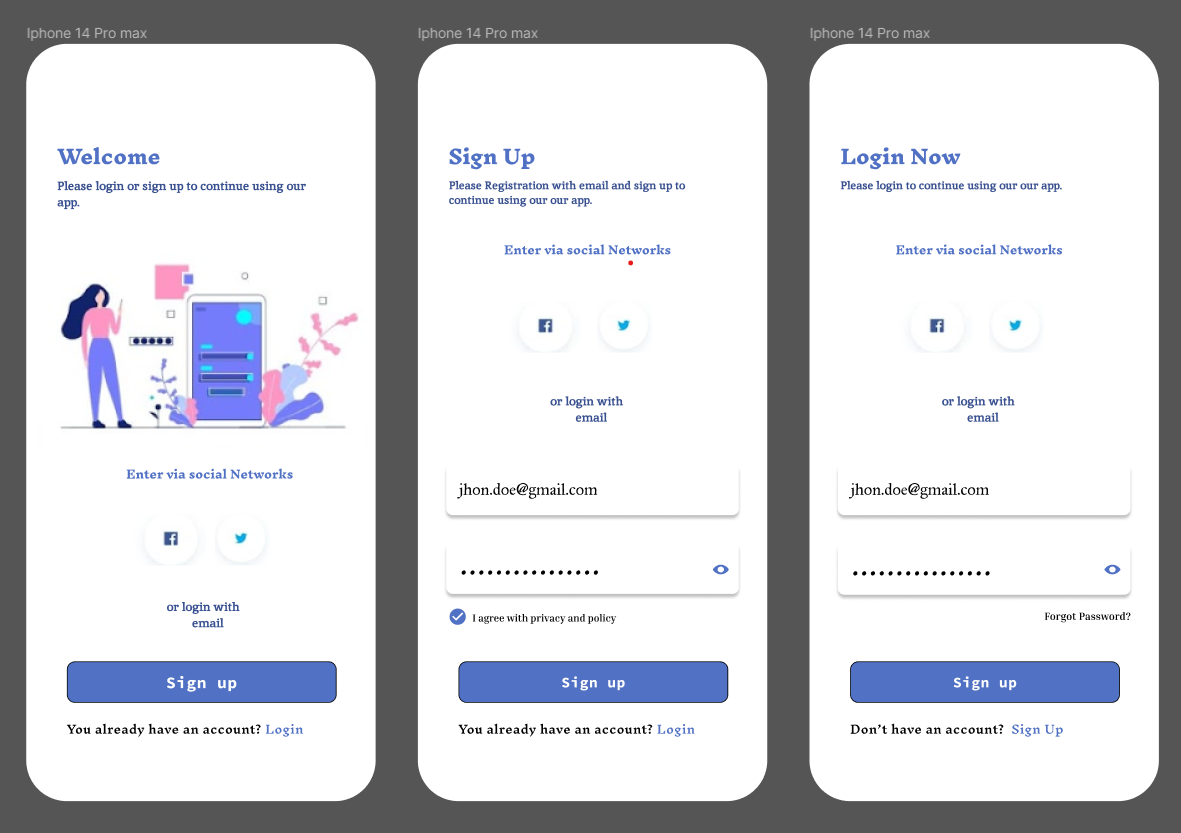 Iphone 14 Pro max
Welcome
Please login or sign up to continue using our
app.
Enter via social Networks
or login with
email
Sign up
You already have an account? Login
Iphone 14 Pro max
Sign Up
Please Registration with email and sign up to
continue using our our app.
Enter via social Networks
or login with
email
jhon.doe@gmail.com
I agree with privacy and policy
Sign up
You already have an account? Login
Iphone 14 Pro max
Login Now
Please login to continue using our our app.
Enter via social Networks
or login with
email
jhon.doe@gmail.com
Forgot Password?
Sign up
Don't have an account? Sign Up